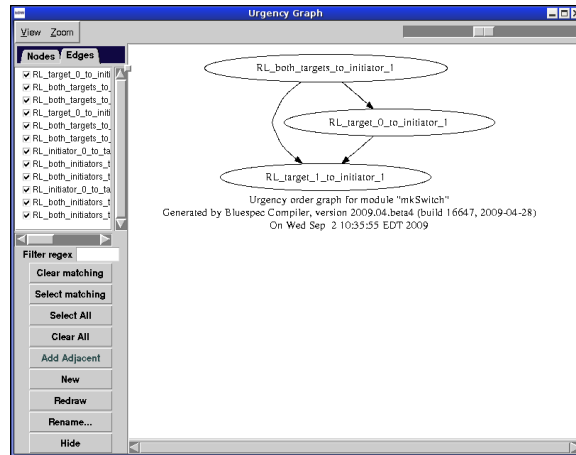 Urgency Graph
View Zoom
Nodes Edges
RL_target_0_to_initi
RL_both_targets_to_
RL_both_targets_to_
RL_target_0_to_initi
RL_both_targets_to_
RL_both_targets_to_
RL_initiator_0_to_ta
RL_both_initiators_t
RL_both_initiators_t
RL_initiator_0_to_ta
RL_both_initiators_t
RL_both_initiators_t
Filter regex
Clear matching
Select matching
Select All
Clear All
Add Adjacent
New
Redraw
Rename...
Hide
RL_both_targets_to_initiator_1
RL_target_0_to_initiator_1
RL_target_1_to_initiator_1
Urgency order graph for module "mkSwitch"
Generated by Bluespec Compiler, version 2009.04.beta4 (build 16647, 2009-04-28)
On Wed Sep 2 10:35:55 EDT 2009